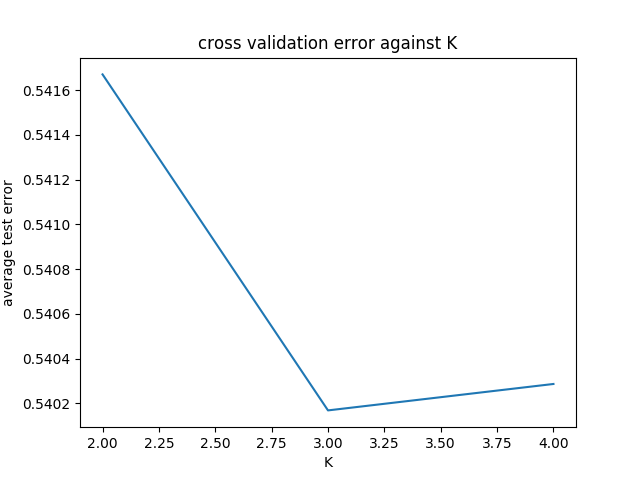 cross validation error against K
0.5416
0.5414
0.5412
0.5410
0.5408
0.5406
0.5404
0.5402
average test error
2.00 2.25 2.50 2.75 3.00 3.25 3.50 3.75 4.00
K